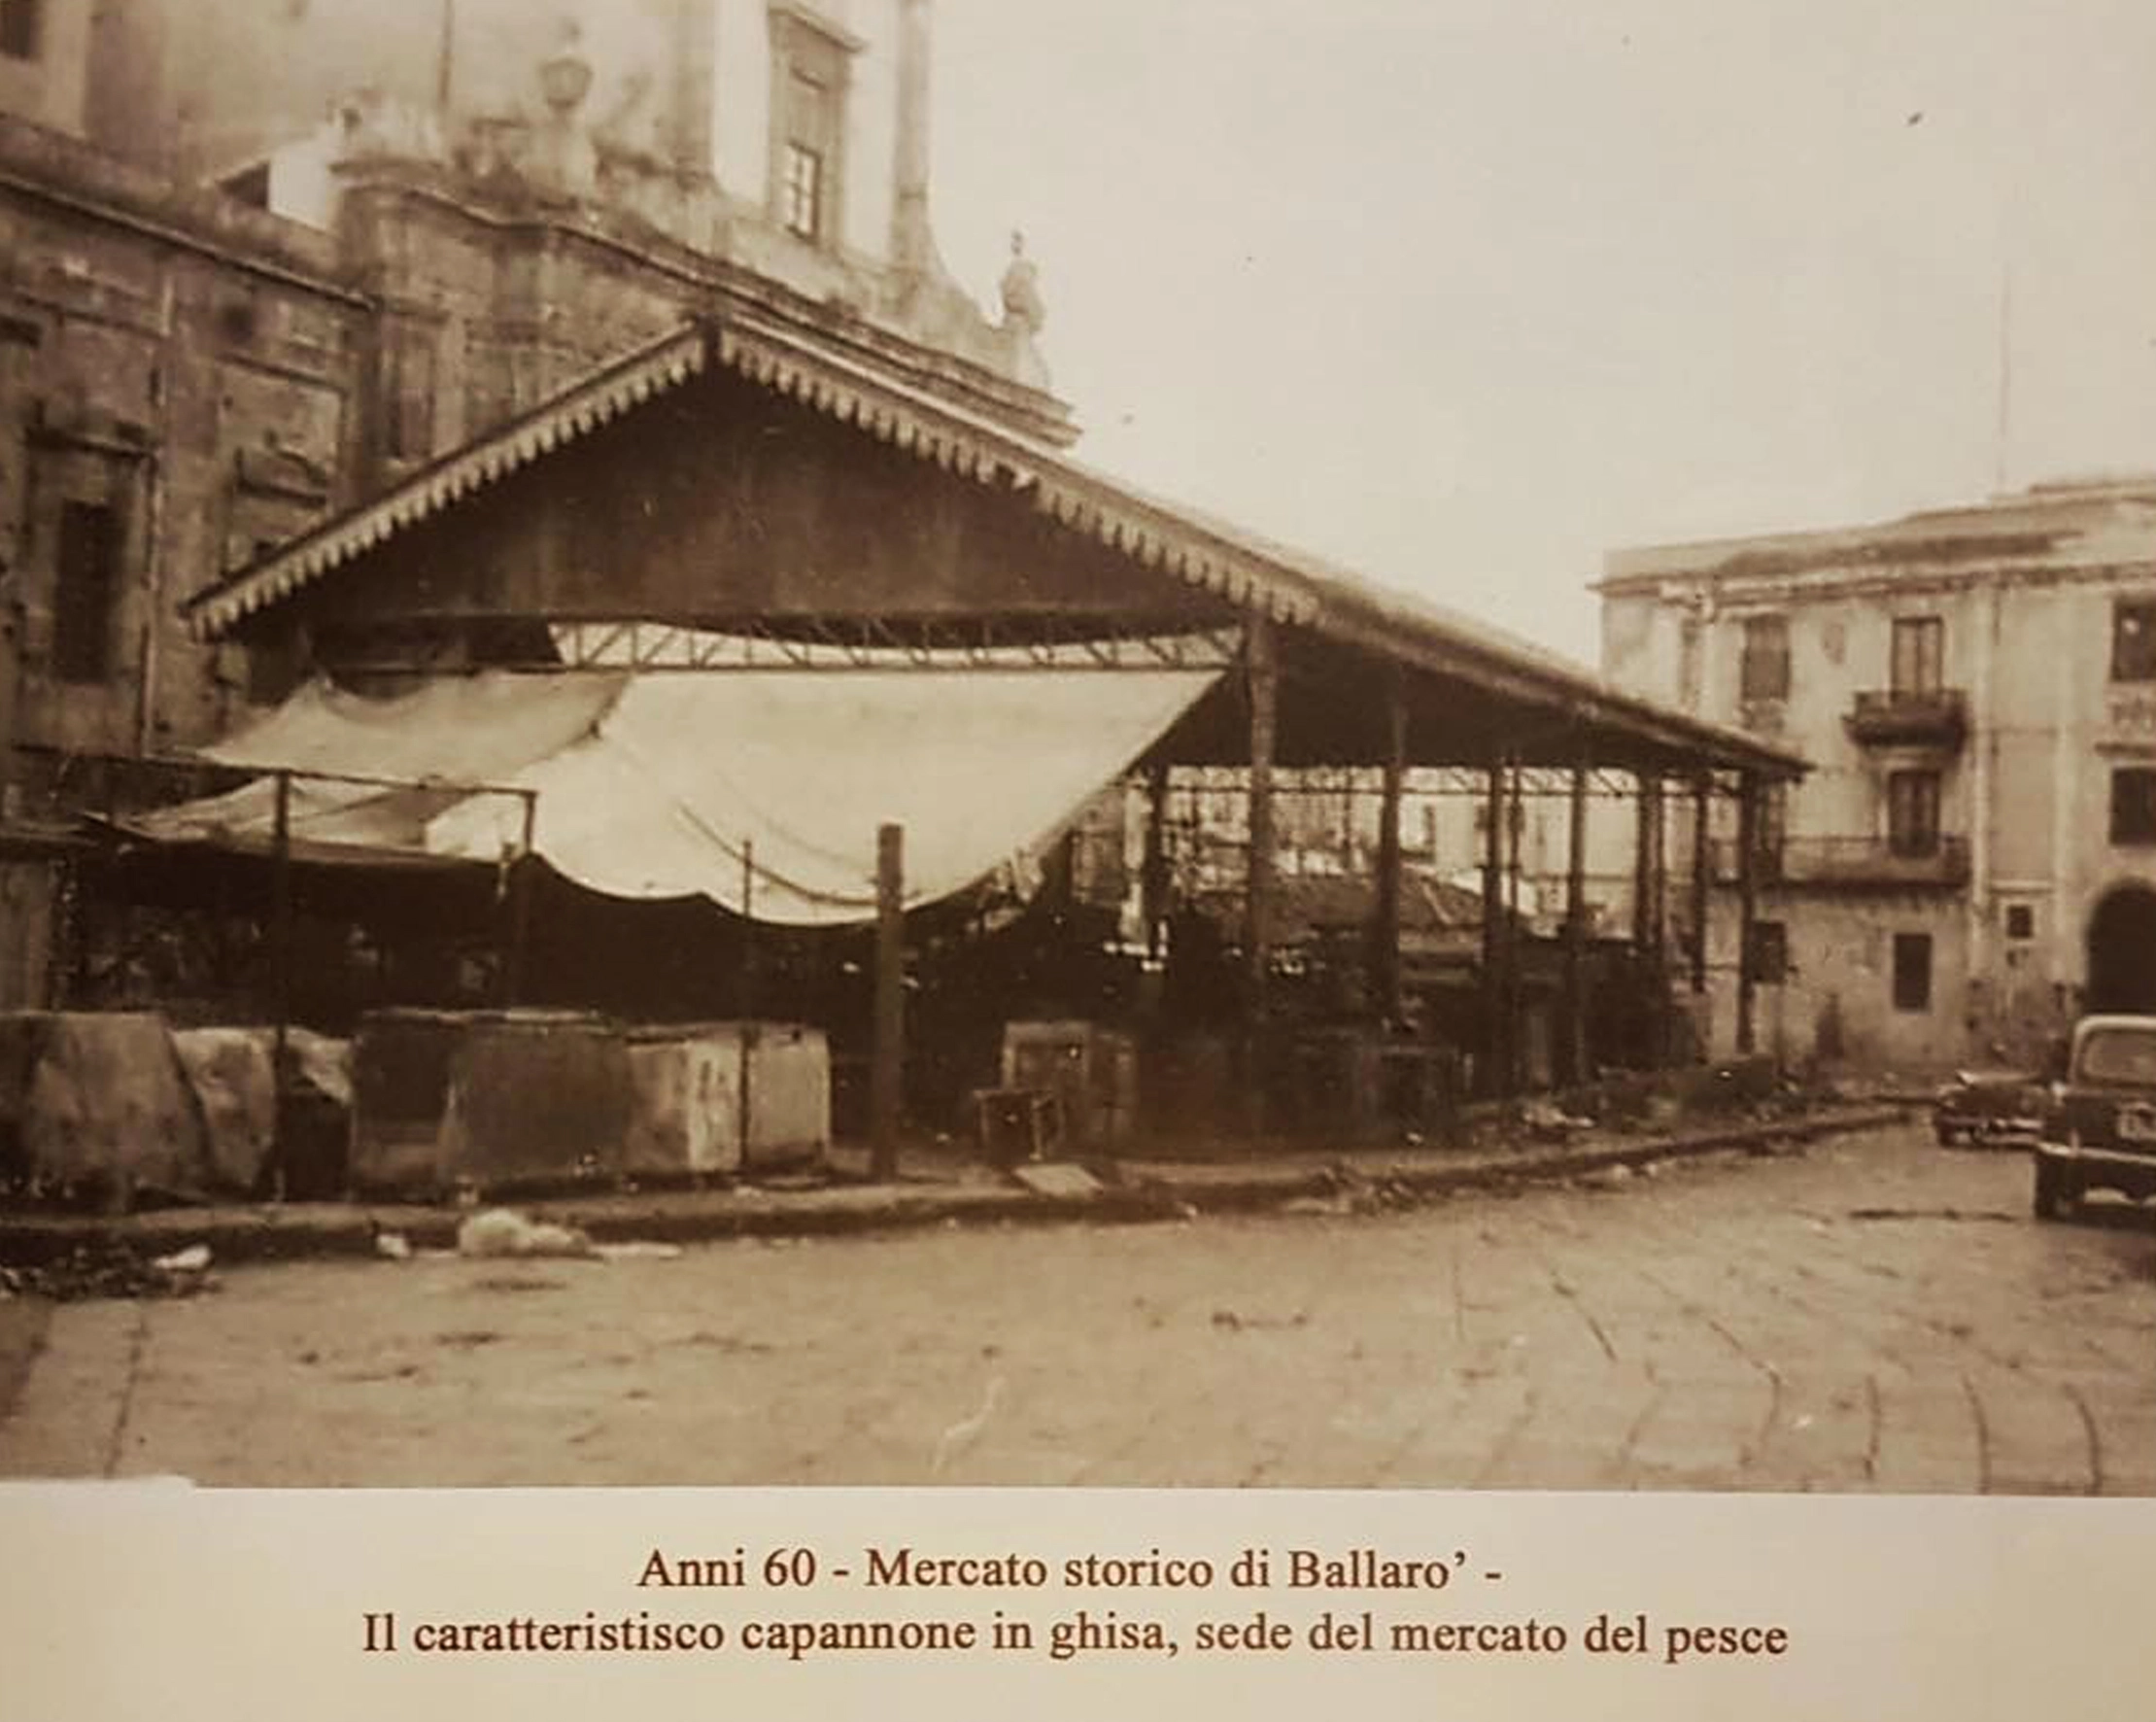 Anni 60 - Mercato storico di Ballaro’ -
Il caratteristisco capannone in ghisa, sede del mercato del pesce